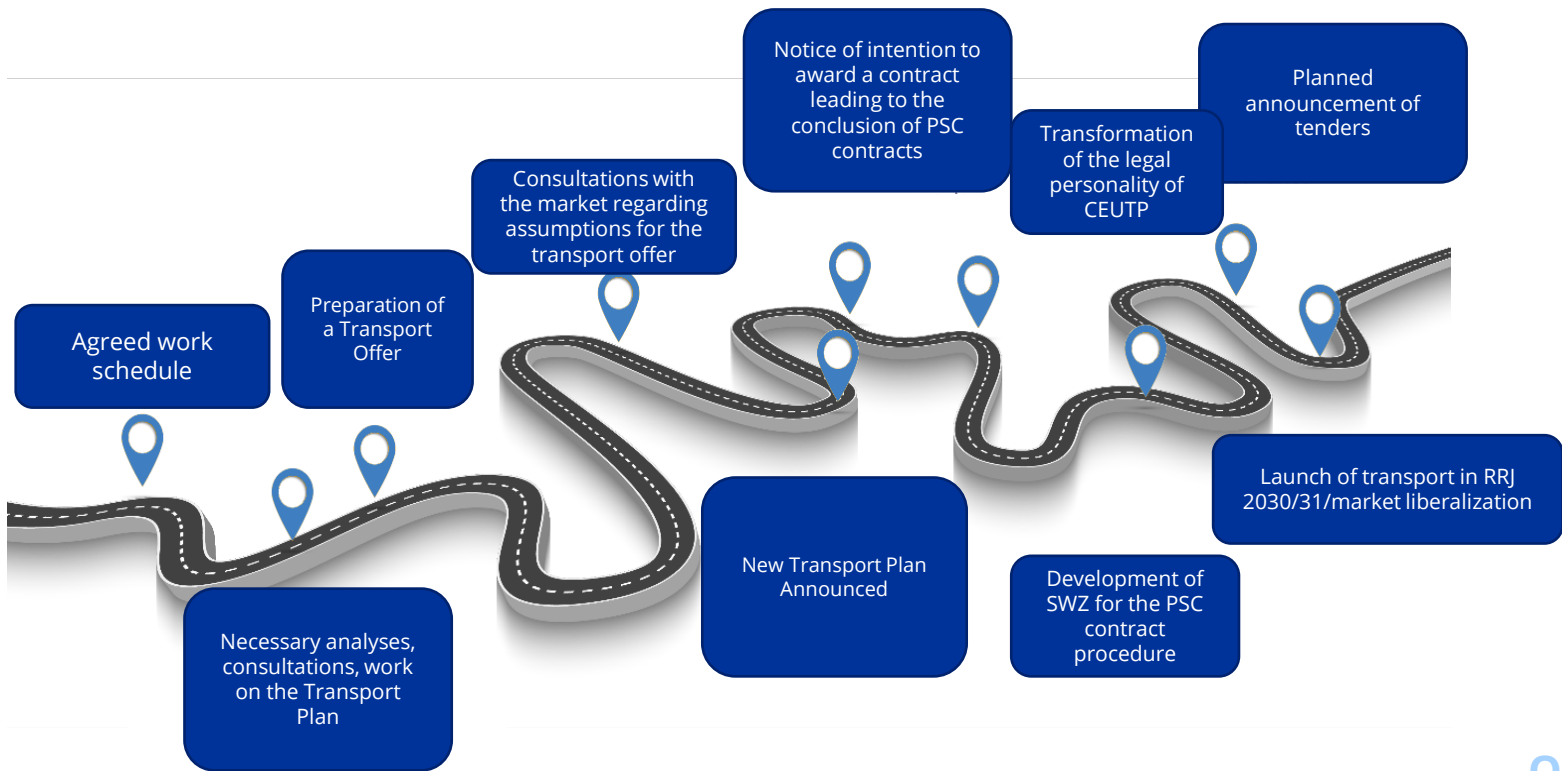 Agreed work
schedule
Necessary analyses,
consultations, work
on the Transport
Plan
Preparation of
a Transport
Offer
Consultations with
the market regarding
assumptions for the
transport offer
New Transport Plan
Announced
Notice of intention to
award a contract
leading to the
conclusion of PSC
contracts
Transformation
of the legal
personality of
CEUTP
Development of
SWZ for the PSC
contract
procedure
Planned
announcement of
tenders
Launch of transport in RRJ
2030/31/market liberalization